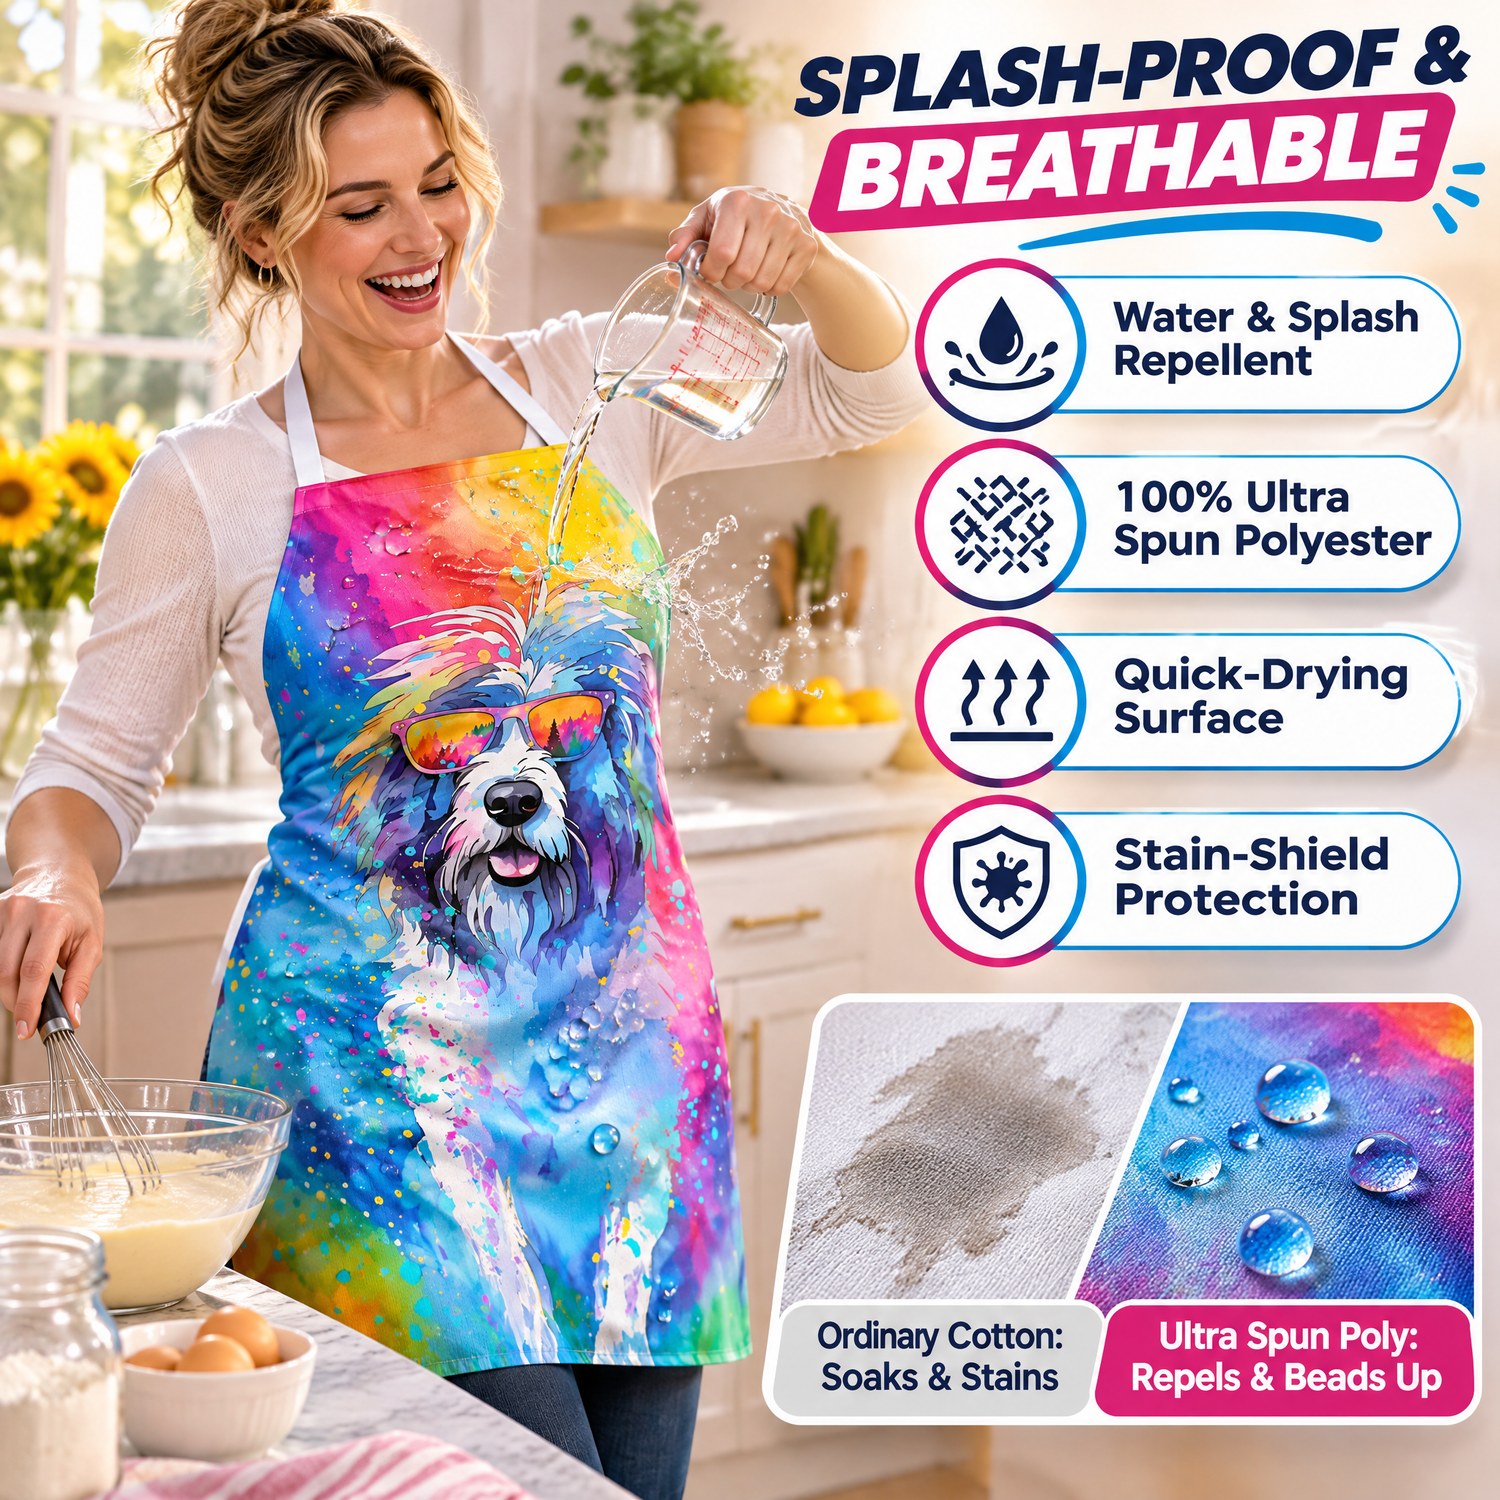 SPLASH-PROOF &
BREATHABLE
Water & Splash
Repellent
100% Ultra
Spun Polyester
Quick-Drying
Surface
Stain-Shield
Protection
Ordinary Cotton:
Soaks & Stains
Ultra Spun Poly:
Repels & Beads Up